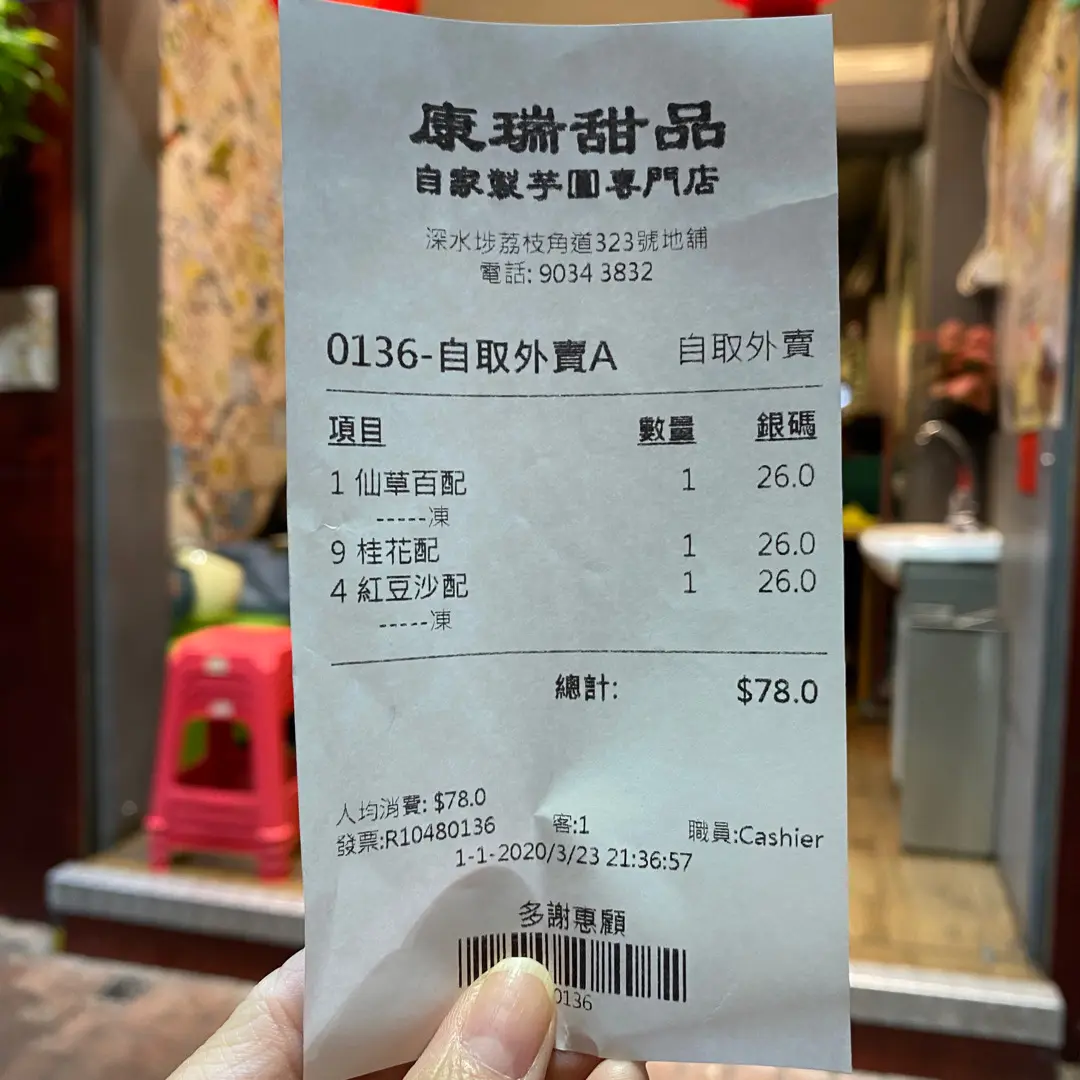 康瑞甜品
自家製芋圓專門店
深水埗荔枝角道323號地舖
電話: 9034 3832
0136-自取外賣A 自取外賣
項目 數量 銀碼
1 仙草百配 1 26.0
-----凍
9 桂花配 1 26.0
4 紅豆沙配 1 26.0
-----凍
總計: $78.0
人均消費: $78.0
發票:R10480136 客:1 職員:Cashier
1-1-2020/3/23 21:36:57
多謝惠顧
0136